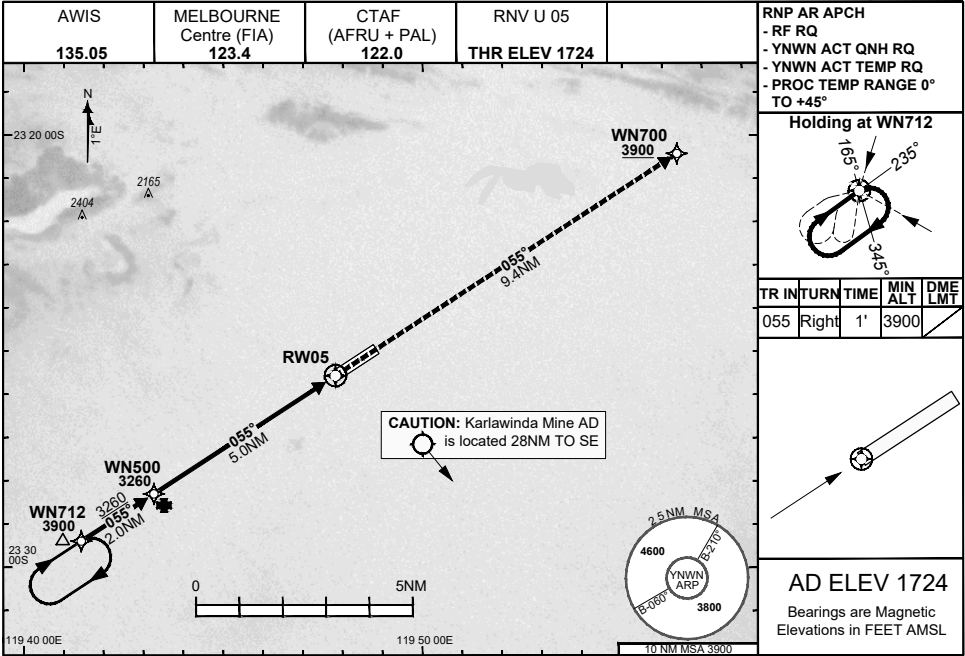 AWIS
135.05
MELBOURNE
Centre (FIA)
123.4
CTAF
(AFRU + PAL)
122.0
RNV U 05
THR ELEV 1724
RNP AR APCH
- RF RQ
- YNWN ACT QNH RQ
- YNWN ACT TEMP RQ
- PROC TEMP RANGE 0°
TO +45°
Holding at WN712
165°
235°
345°
TR IN TURN TIME MIN ALT DME LMT
055 Right 1' 3900
N
1°E
23 20 00S
2165
2404
WN700
3900
055°
9.4NM
RW05
055°
5.0NM
CAUTION: Karlawinda Mine AD
is located 28NM TO SE
WN500
3260
3260
055°
2.0NM
WN712
3900
23 30
00S
0 5NM
119 40 00E
119 50 00E
25NM MSA
4600
B-210°
YNWN
ARP
B-060°
3800
10 NM MSA 3900
AD ELEV 1724
Bearings are Magnetic
Elevations in FEET AMSL